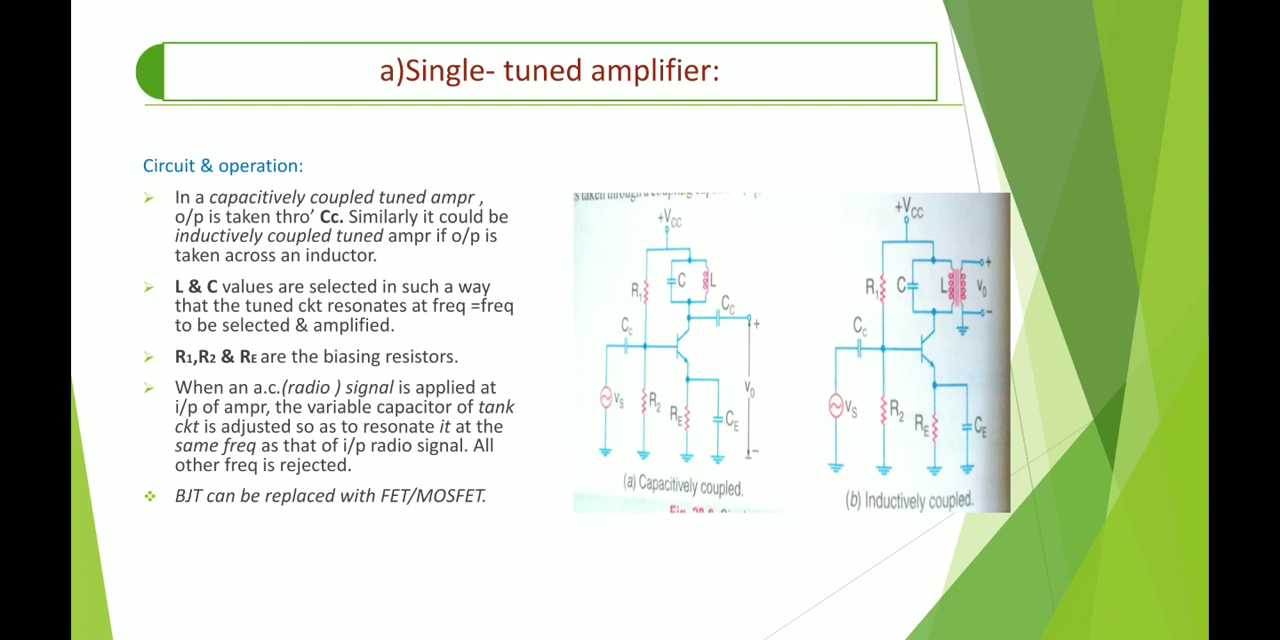 a)Single- tuned amplifier:
Circuit & operation:
In a capacitively coupled tuned ampr ,
o/p is taken thro’ Cc. Similarly it could be
inductively coupled tuned ampr if o/p is
taken across an inductor.
L & C values are selected in such a way
that the tuned ckt resonates at freq =freq
to be selected & amplified.
R1,R2 & RE are the biasing resistors.
When an a.c.(radio ) signal is applied at
i/p of ampr, the variable capacitor of tank
ckt is adjusted so as to resonate it at the
same freq as that of i/p radio signal. All
other freq is rejected.
BJT can be replaced with FET/MOSFET.
+VCC
R1
C
L
CC
Cc
+
VS
R2
RE
CE
V0
-
(a) Capacitively coupled.
+VCC
R1
C
L
+
V0
-
Cc
VS
R2
RE
CE
(b) Inductively coupled.